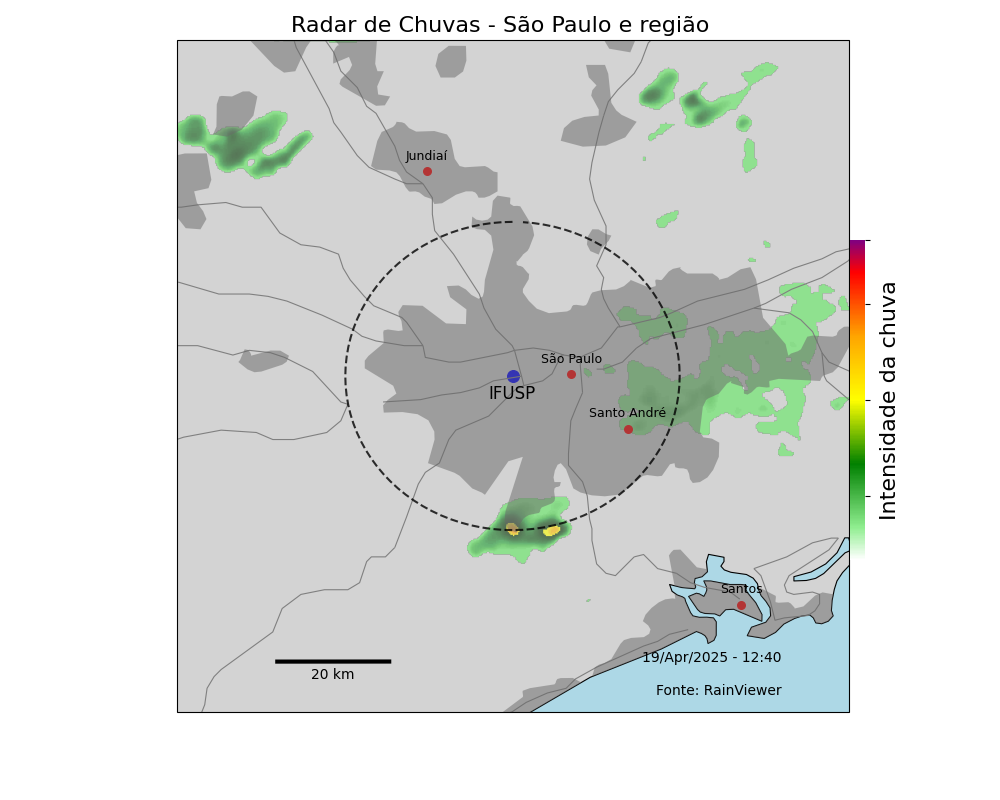 Radar de Chuvas - São Paulo e região
Jundiaí
São Paulo
IFUSP
Santo André
Intensidade da chuva
Santos
19/Apr/2025 - 12:40
20 km
Fonte: RainViewer